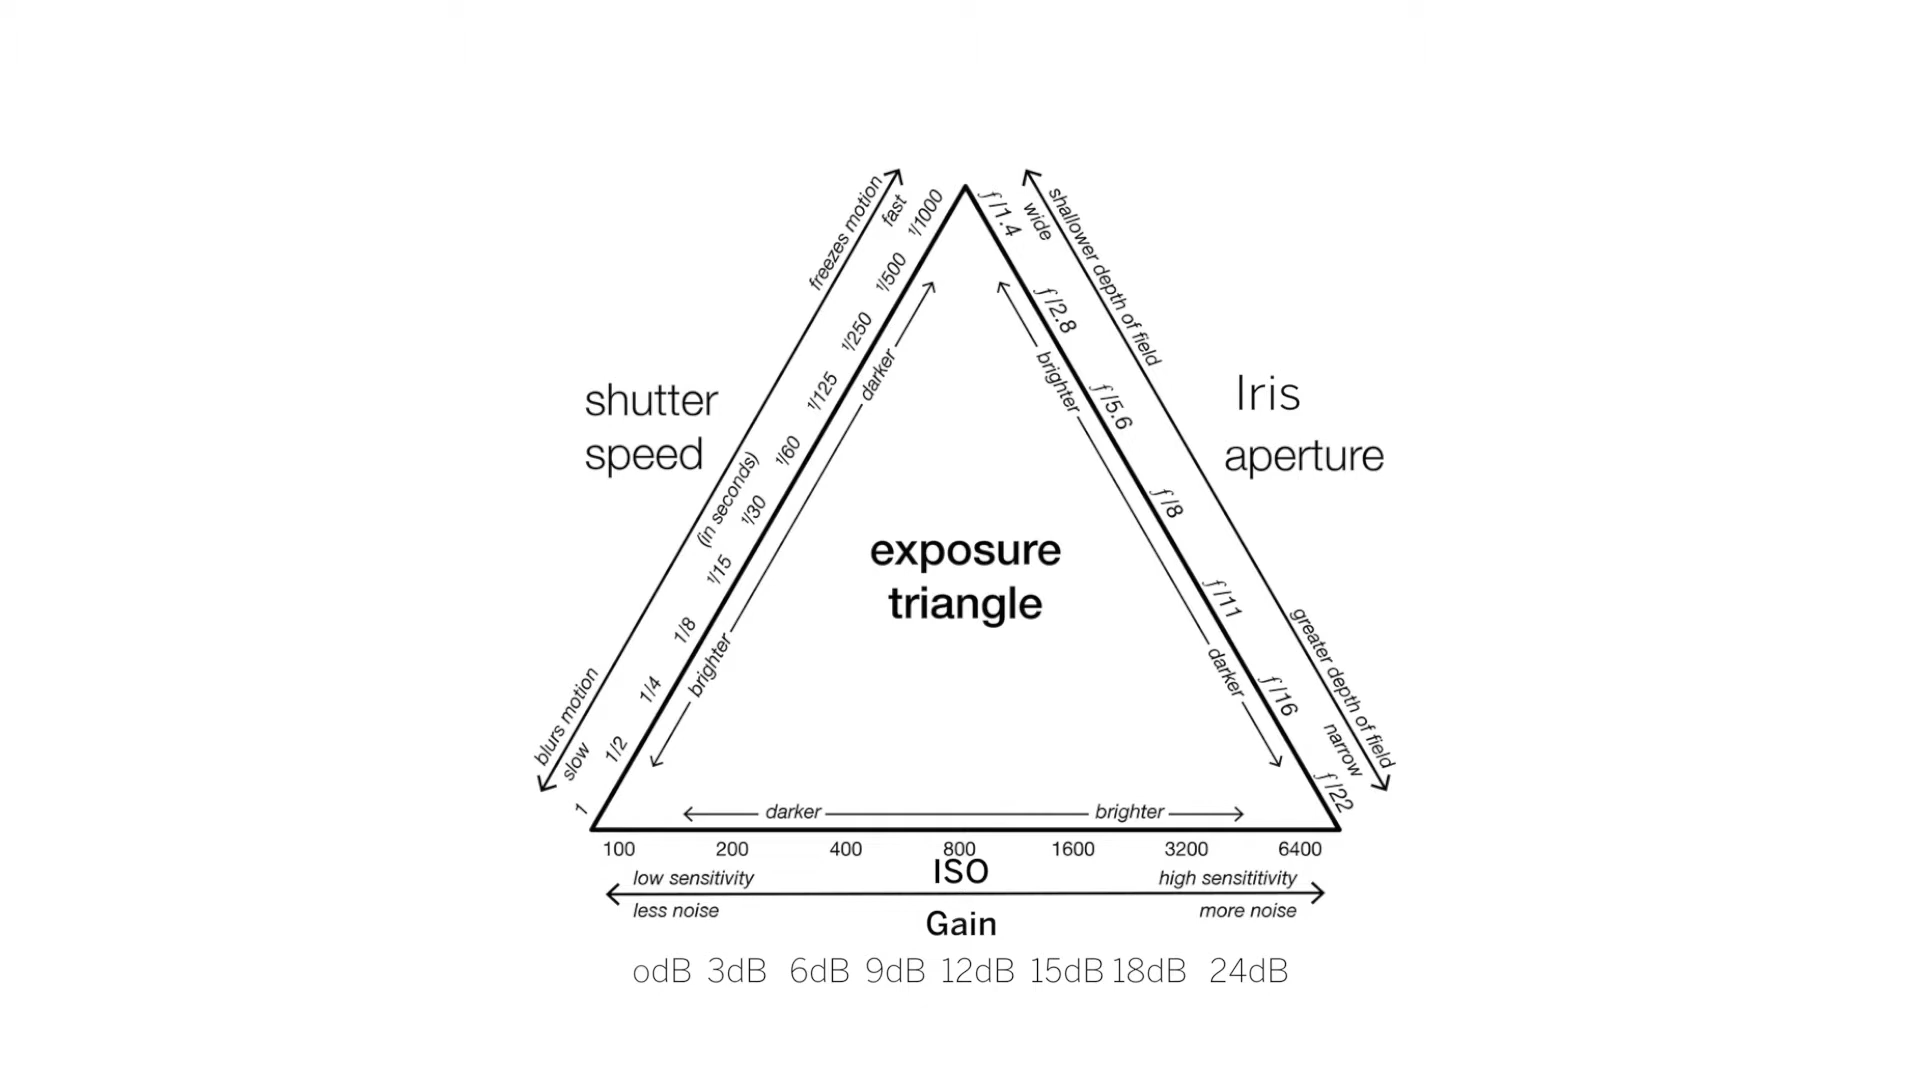 freezes motion
fast
1/1000
1/500
1/250
1/125
1/60
(in seconds)
1/30
1/15
1/8
1/4
blurs motion
slow
1/2
1
shutter
speed
darker
brighter
ƒ/1.4
wide
shallower depth of field
ƒ/2.8
ƒ/5.6
ƒ/8
ƒ/11
greater depth of field
ƒ/16
narrow
ƒ/22
brighter
darker
Iris
aperture
exposure
triangle
darker brighter
100 200 400 800 1600 3200 6400
ISO
low sensitivity high sensititivity
less noise more noise
Gain
0dB 3dB 6dB 9dB 12dB 15dB 18dB 24dB